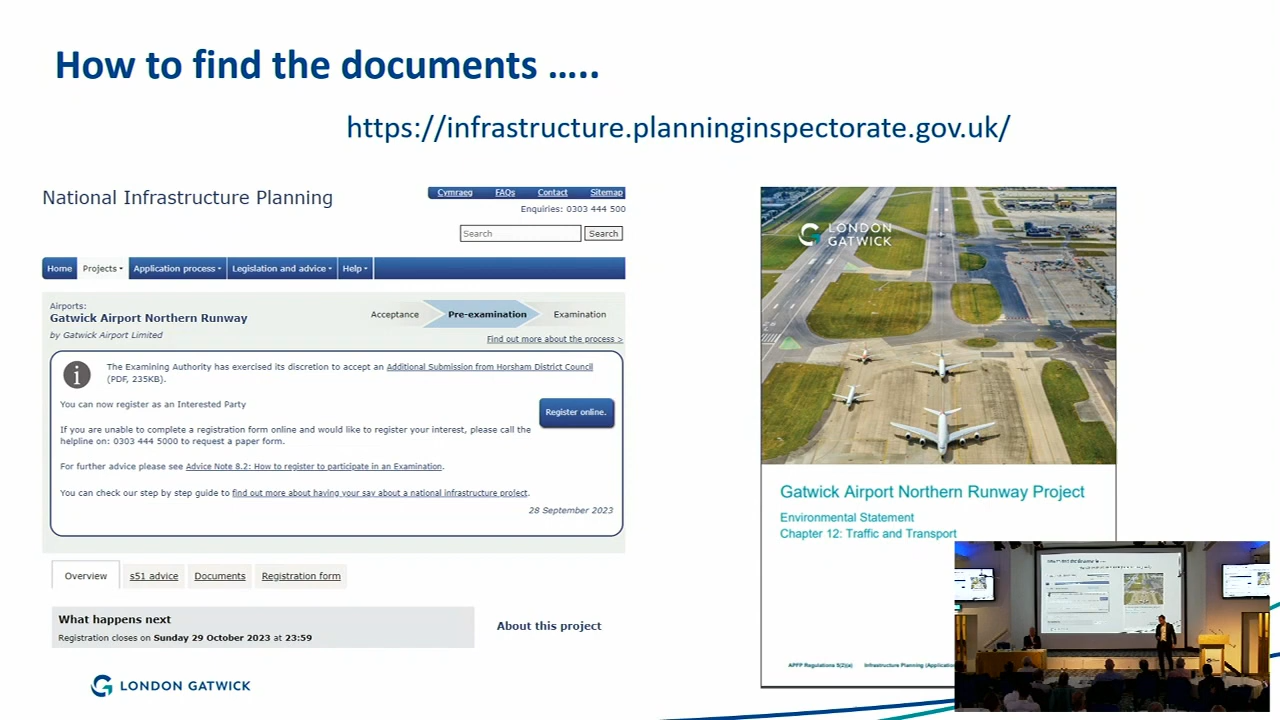 How to find the documents …..
https://infrastructure.planninginspectorate.gov.uk/
National Infrastructure Planning
Cymraeg FAQs Contact Sitemap
Enquiries: 0303 444 500
Search Search
Home Projects Application process Legislation and advice Help
Airports:
Gatwick Airport Northern Runway
by Gatwick Airport Limited
Acceptance Pre-examination Examination
Find out more about the process >
The Examining Authority has exercised its discretion to accept an Additional Submission from Horsham District Council
(PDF, 235KB).
You can now register as an Interested Party
Register online.
If you are unable to complete a registration form online and would like to register your interest, please call the
helpline on: 0303 444 5000 to request a paper form.
For further advice please see Advice Note 8.2: How to register to participate in an Examination.
You can check our step by step guide to find out more about having your say about a national infrastructure project.
28 September 2023
Overview s51 advice Documents Registration form
What happens next
Registration closes on Sunday 29 October 2023 at 23:59
About this project
LONDON GATWICK
LONDON
GATWICK
Gatwick Airport Northern Runway Project
Environmental Statement
Chapter 12: Traffic and Transport
APFP Regulations 5(2)(a) Infrastructure Planning (Applicatio